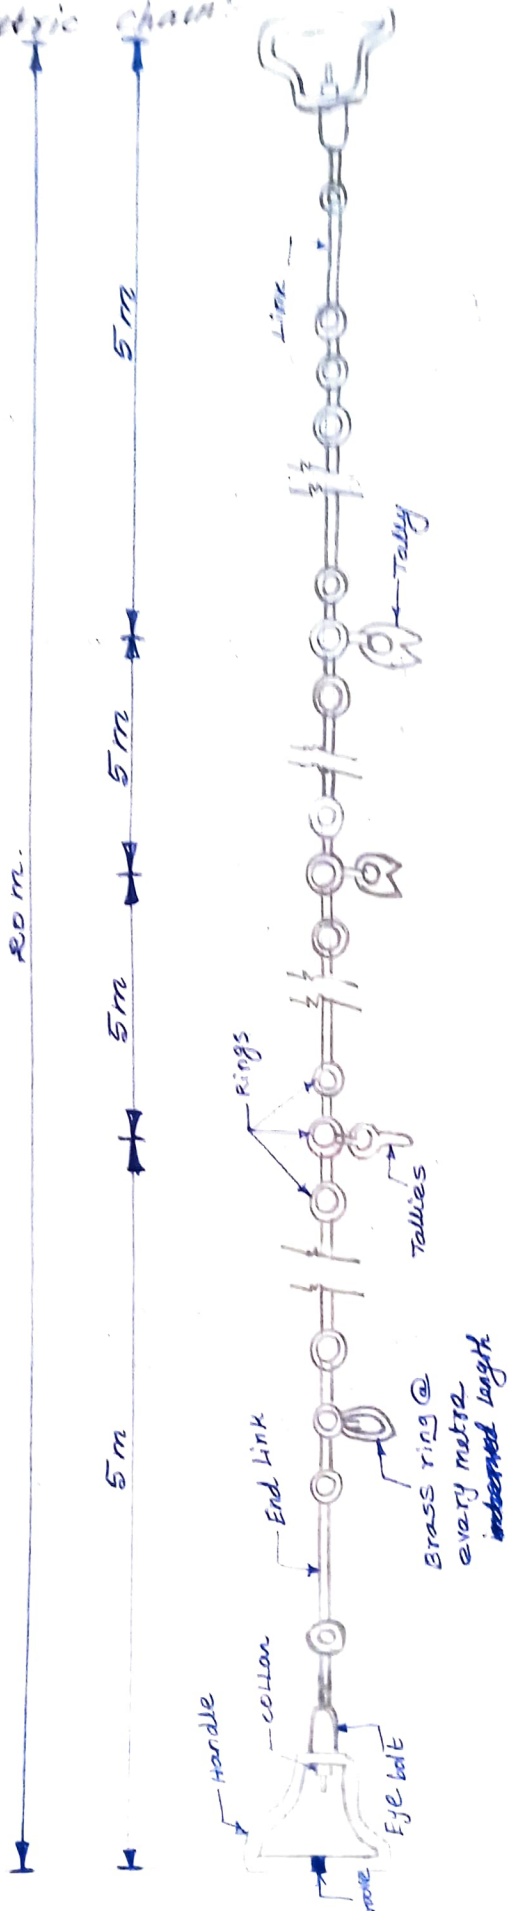 etric chain:
20 m.
5 m
5 m
5 m
5 m
Link
Tally
Rings
Tallies
Brass ring @
every metre
length
End Link
Collar
Handle
Eye bolt